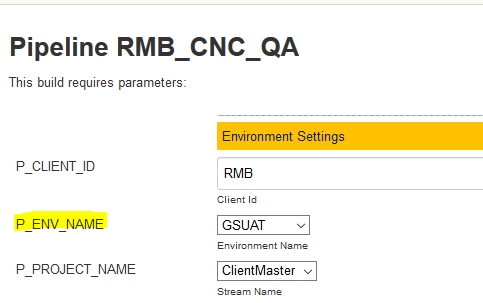 Pipeline RMB_CNC_QA
This build requires parameters:
Environment Settings
P_CLIENT_ID
RMB
Client Id
P_ENV_NAME
GSUAT
Environment Name
P_PROJECT_NAME
ClientMaster
Stream Name